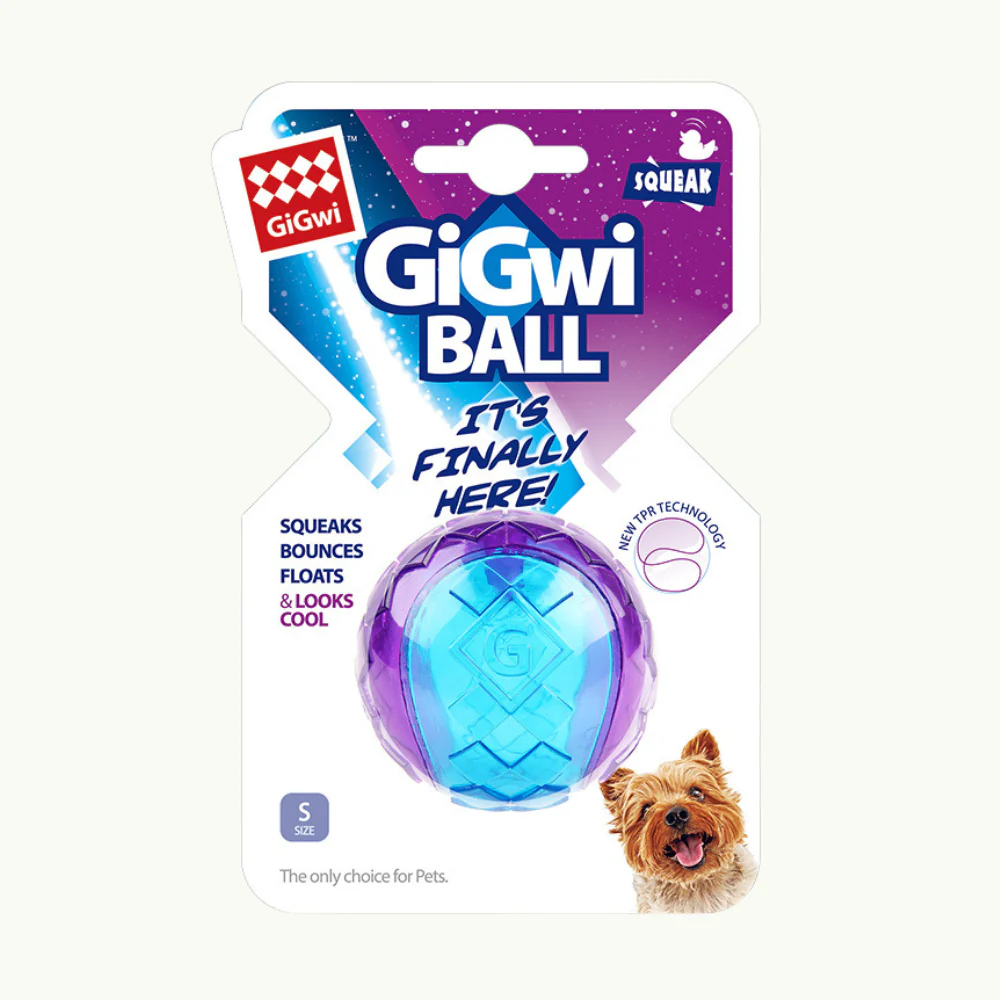 GiGwi
™
SQUEAK
GiGwi
BALL
IT'S
FINALLY
HERE!
SQUEAKS
BOUNCES
FLOATS
& LOOKS
COOL
NEW TPR TECHNOLOGY
G
S
SIZE
The only choice for Pets.